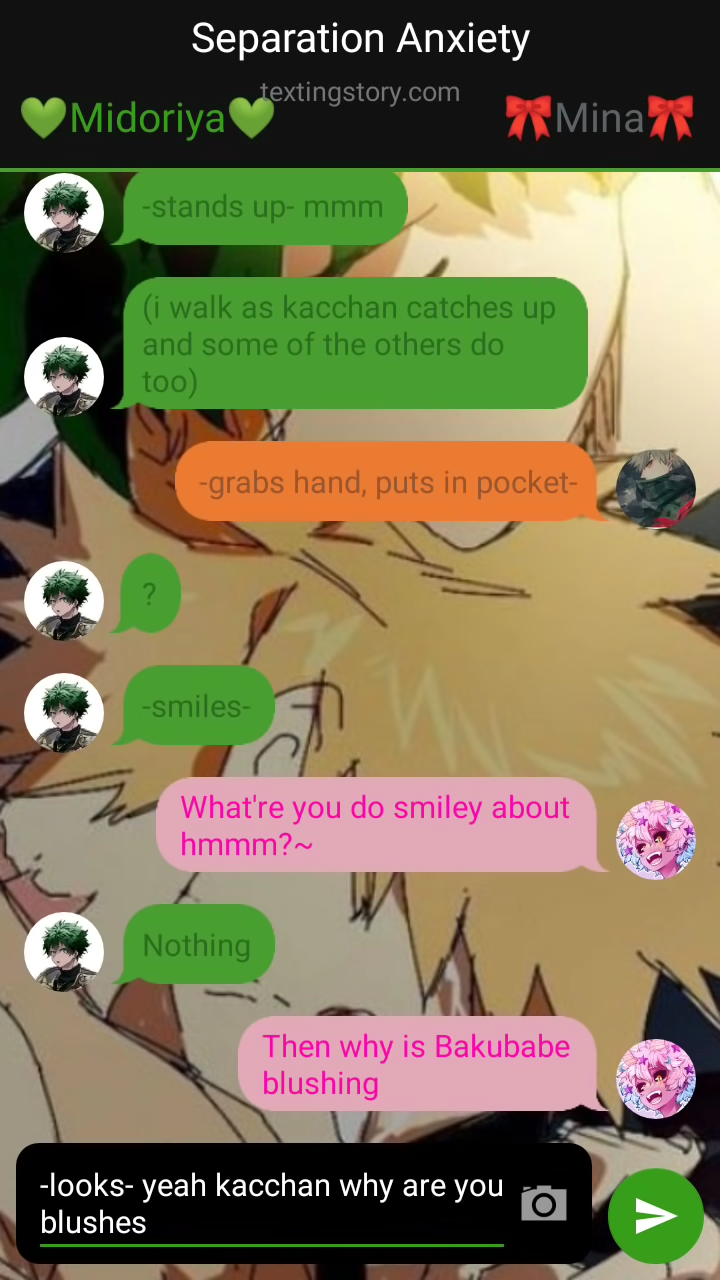 Separation Anxiety
textingstory.com
💚Midoriya💚
🎀Mina🎀
-stands up- mmm
(i walk as kacchan catches up
and some of the others do
too)
-grabs hand, puts in pocket-
?
-smiles-
What're you do smiley about
hmmm?~
Nothing
Then why is Bakubabe
blushing
-looks- yeah kacchan why are you
blushes